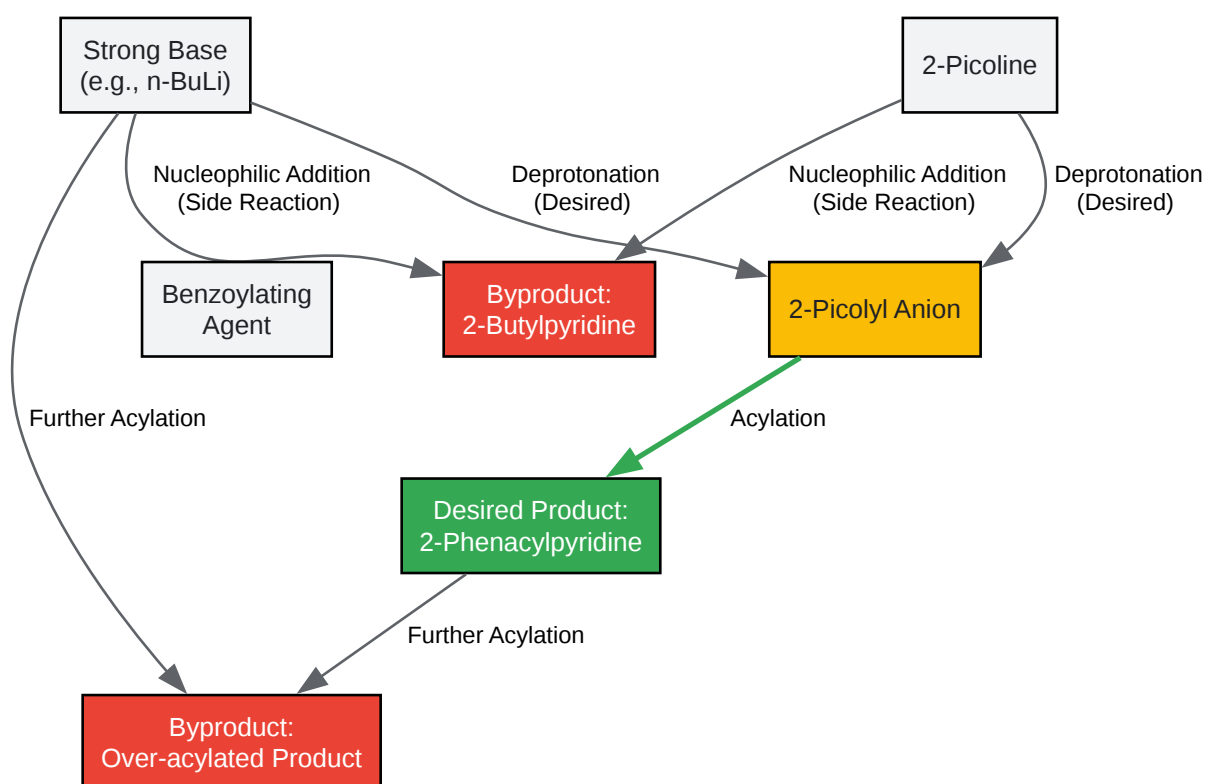 Strong Base
(e.g., n-BuLi)
2-Picoline
Nucleophilic Addition
(Side Reaction)
Deprotonation
(Desired)
Nucleophilic Addition
(Side Reaction)
Deprotonation
(Desired)
Benzoylating
Agent
Byproduct:
2-Butylpyridine
2-Picolyl Anion
Further Acylation
Acylation
Desired Product:
2-Phenacylpyridine
Further Acylation
Byproduct:
Over-acylated Product